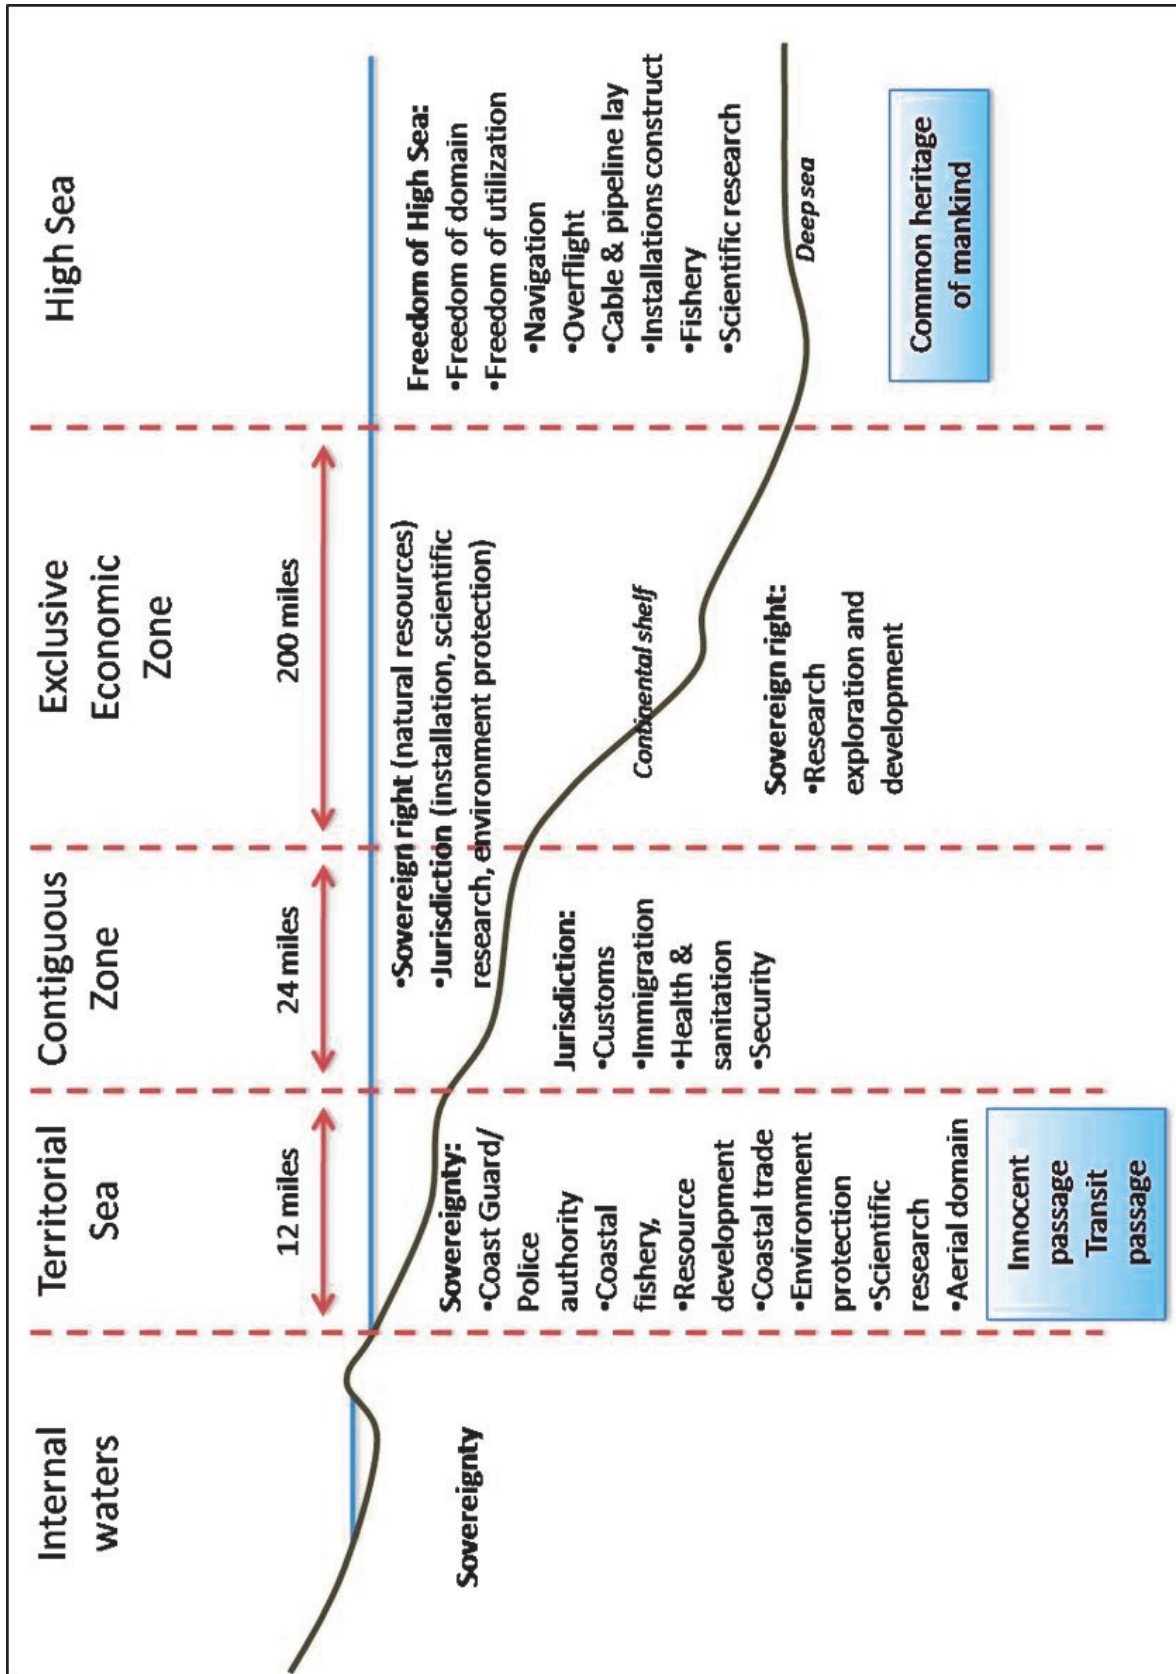 Internal
waters
Territorial
Sea
Contiguous
Zone
Exclusive
Economic
Zone
High Sea
12 miles
24 miles
200 miles
Sovereignty
Sovereignty:
•Coast Guard/
Police
authority
•Coastal
fishery,
•Resource
development
•Coastal trade
•Environment
protection
•Scientific
research
•Aerial domain
Innocent
passage
Transit
passage
•Sovereign right (natural resources)
•Jurisdiction (installation, scientific
research, environment protection)
Jurisdiction:
•Customs
•Immigration
•Health &
sanitation
•Security
Continental shelf
Sovereign right:
•Research
exploration and
development
Freedom of High Sea:
•Freedom of domain
•Freedom of utilization
•Navigation
•Overflight
•Cable & pipeline lay
•Installations construct
•Fishery
•Scientific research
Deep sea
Common heritage
of mankind